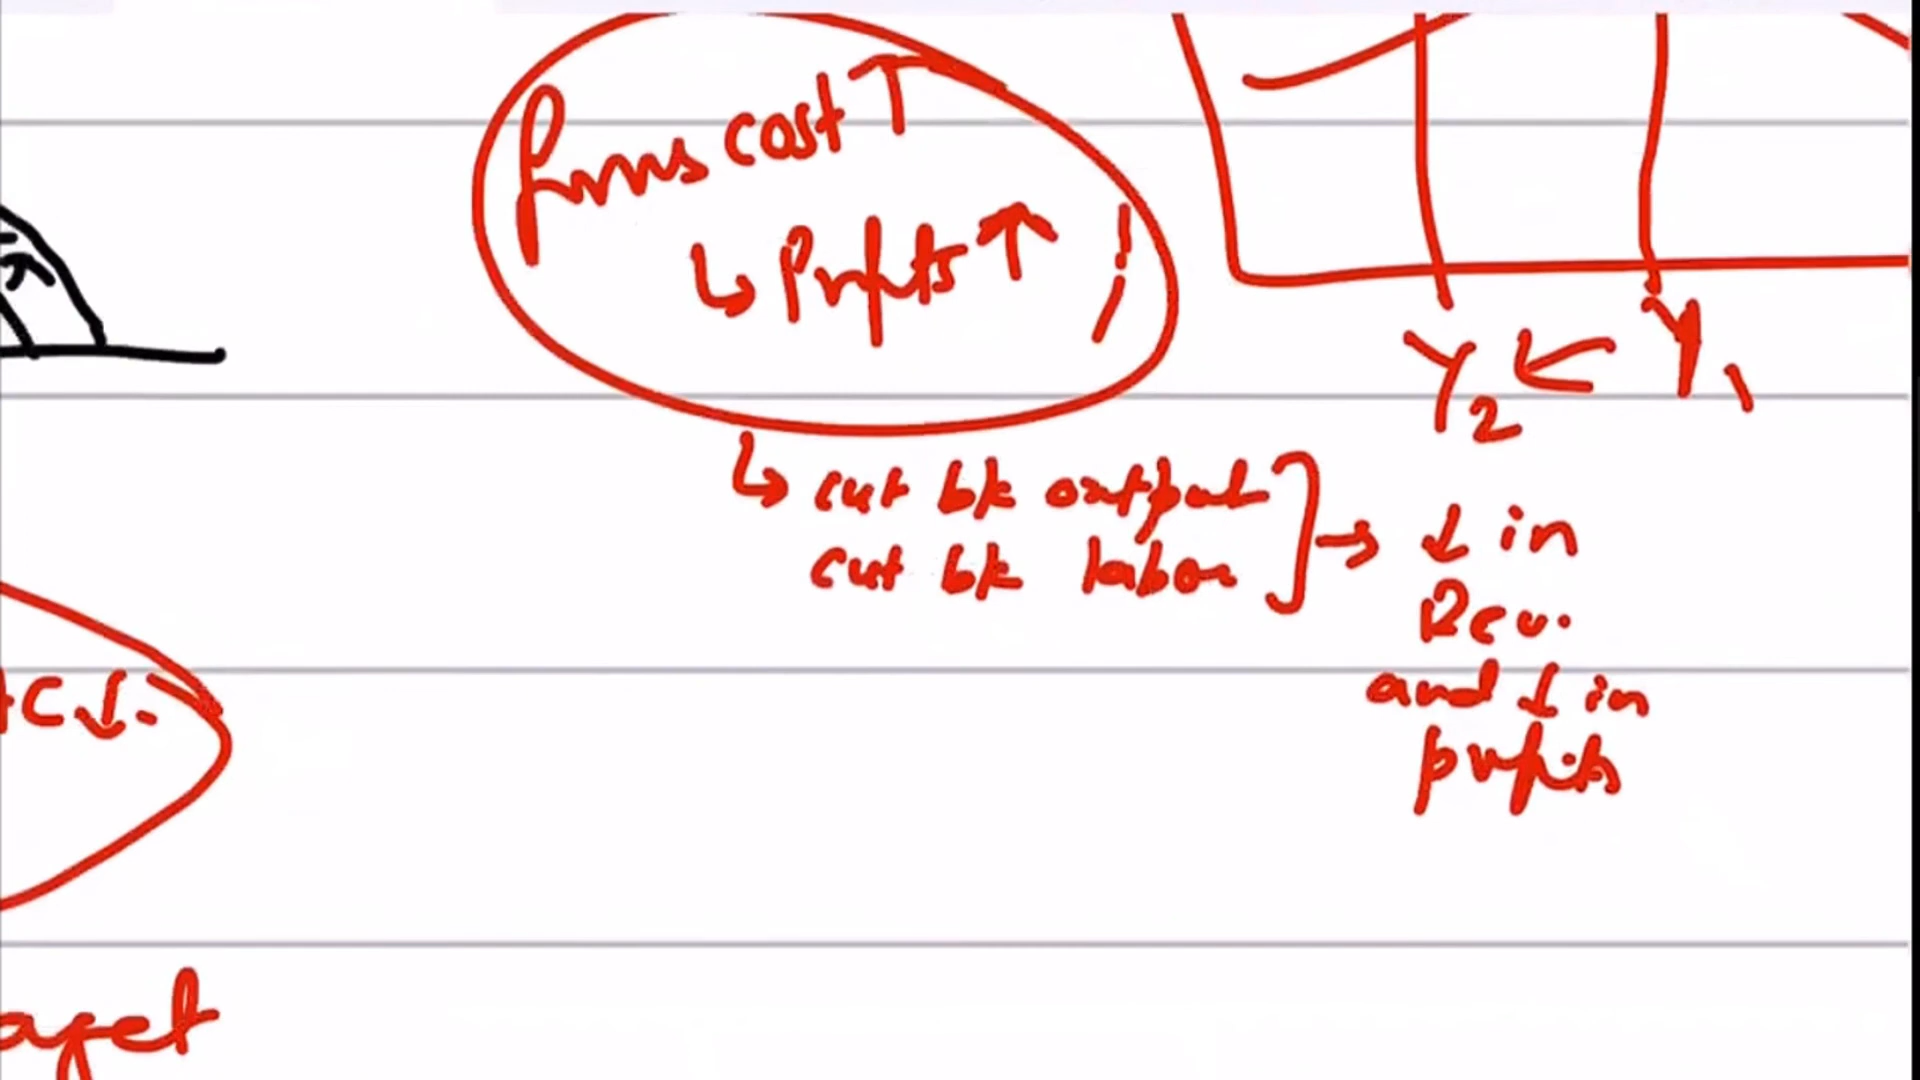 firms cost ↑
↳ Profits ↑ !
Y2 ← Y1
↳ cut bk output
cut bk labor
→ ↓ in
Rev.
and ↓ in
profits
C↓.